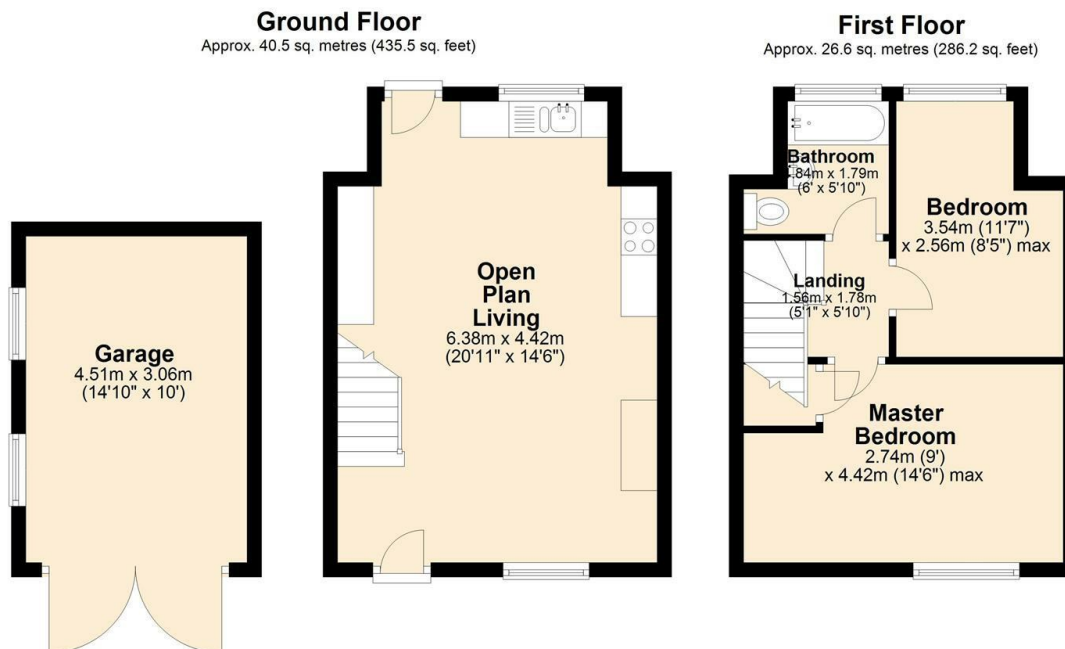 Ground Floor
Approx. 40.5 sq. metres (435.5 sq. feet)
First Floor
Approx. 26.6 sq. metres (286.2 sq. feet)
Garage
4.51m x 3.06m
(14'10" x 10')
Open
Plan
Living
6.38m x 4.42m
(20'11" x 14'6")
Bathroom
.84m x 1.79m
(6' x 5'10")
Bedroom
3.54m (11'7")
x 2.56m (8'5") max
Landing
1.56m x 1.78m
(5'1" x 5'10")
Master
Bedroom
2.74m (9')
x 4.42m (14'6") max